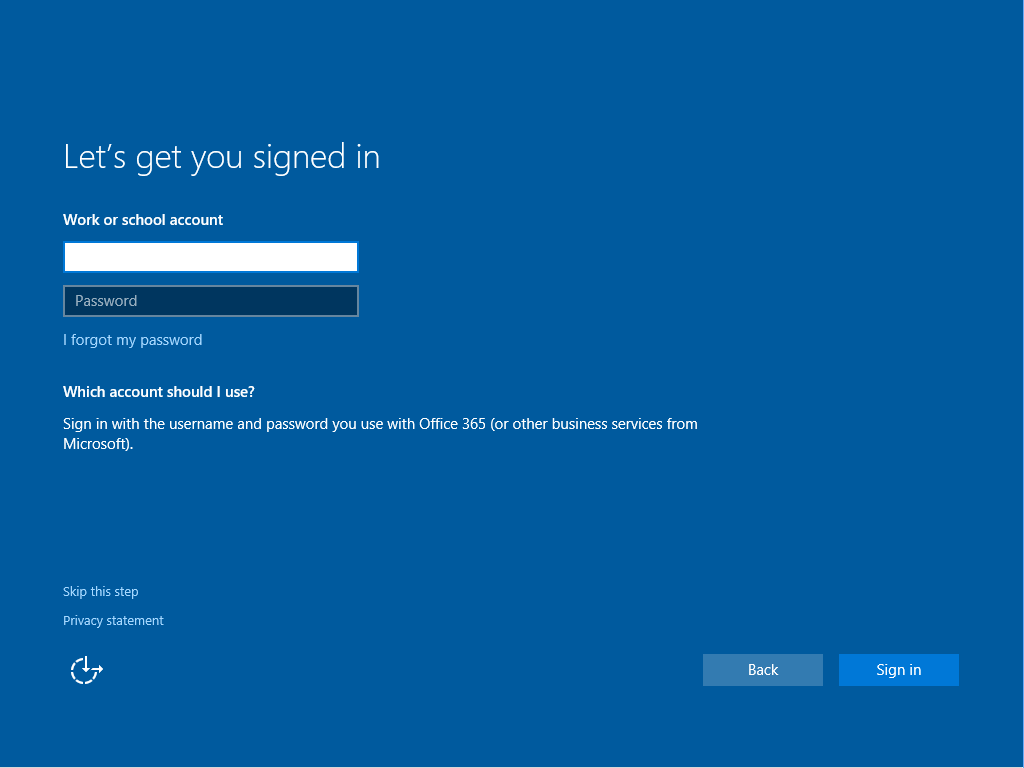 Let’s get you signed in
Work or school account
Password
I forgot my password
Which account should I use?
Sign in with the username and password you use with Office 365 (or other business services from
Microsoft).
Skip this step
Privacy statement
Back
Sign in